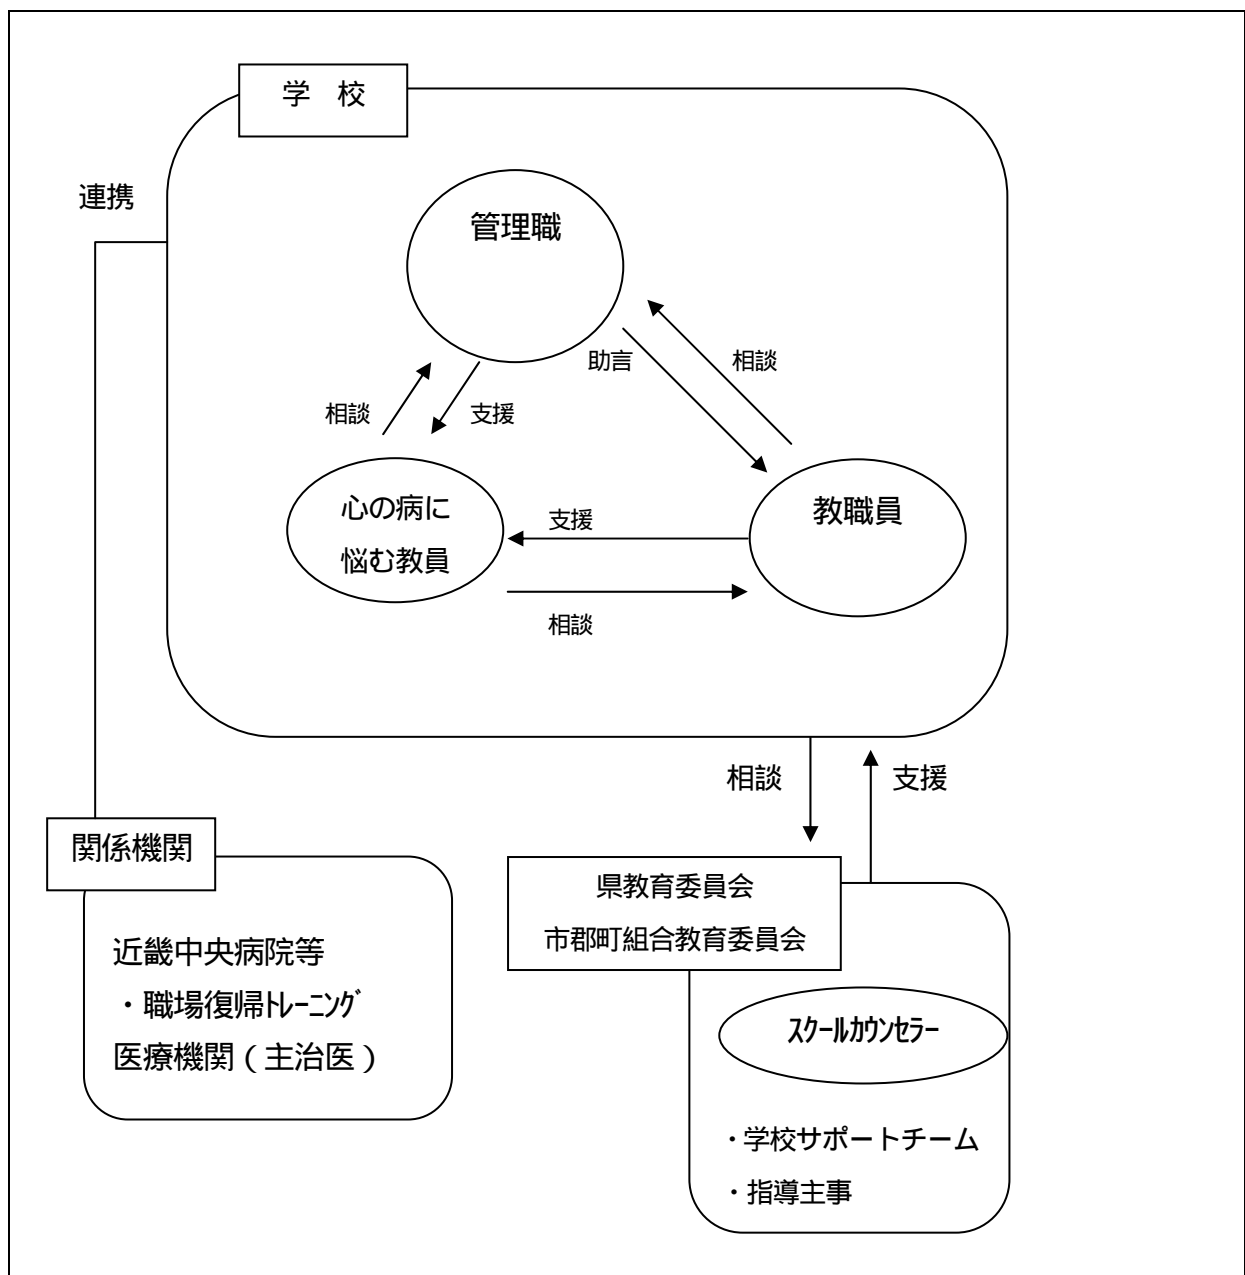 学 校
連携
管理職
助言
相談
相談
支援
心の病に
悩む教員
支援
教職員
相談
相談
支援
関係機関
近畿中央病院等
・職場復帰ﾄﾚｰﾆﾝｸﾞ
医療機関（主治医）
県教育委員会
市郡町組合教育委員会
ｽｸｰﾙｶｳﾝｾﾗｰ
・学校サポートチーム
・指導主事